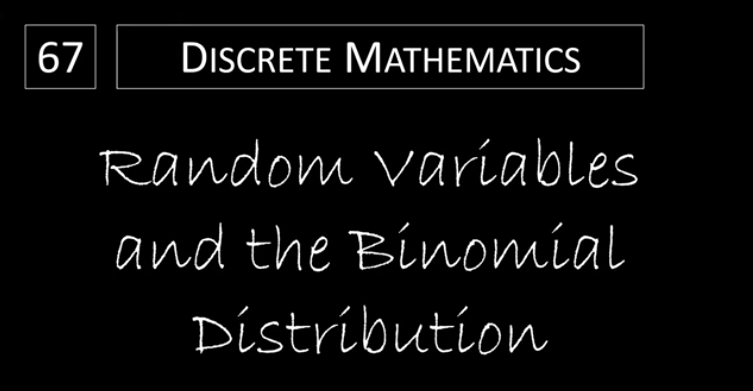 67 DISCRETE MATHEMATICS
Random Variables
and the Binomial
Distribution